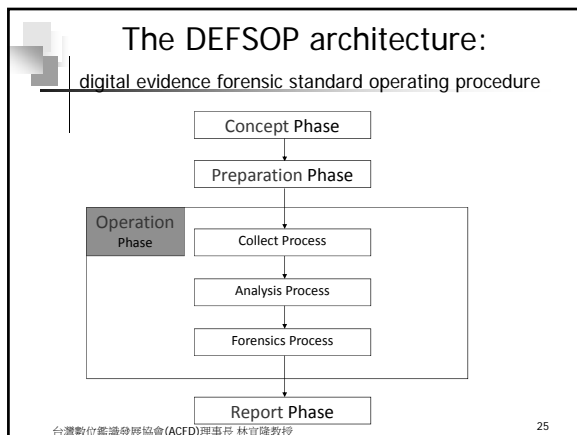 The DEFSOP architecture:
digital evidence forensic standard operating procedure
Concept Phase
Preparation Phase
Operation
Phase
Collect Process
Analysis Process
Forensics Process
Report Phase
台灣數位鑑識發展協會(ACFD)理事長 林宜隆教授
25